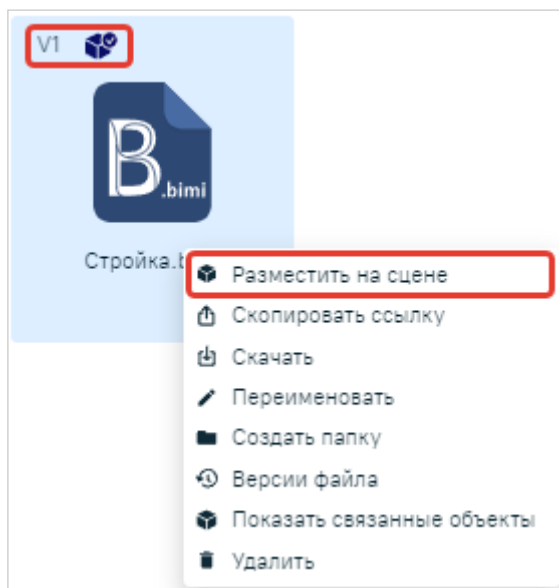 V1
B
.bimi
Стройка.b
Разместить на сцене
Скопировать ссылку
Скачать
Переименовать
Создать папку
Версии файла
Показать связанные объекты
Удалить